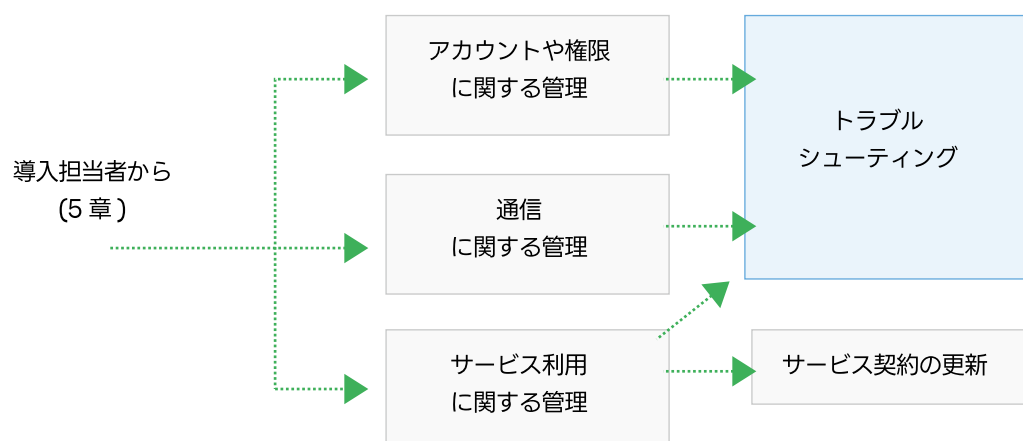 導入担当者から
(5 章 )
アカウントや権限
に関する管理
通信
に関する管理
サービス利用
に関する管理
トラブル
シューティング
サービス契約の更新